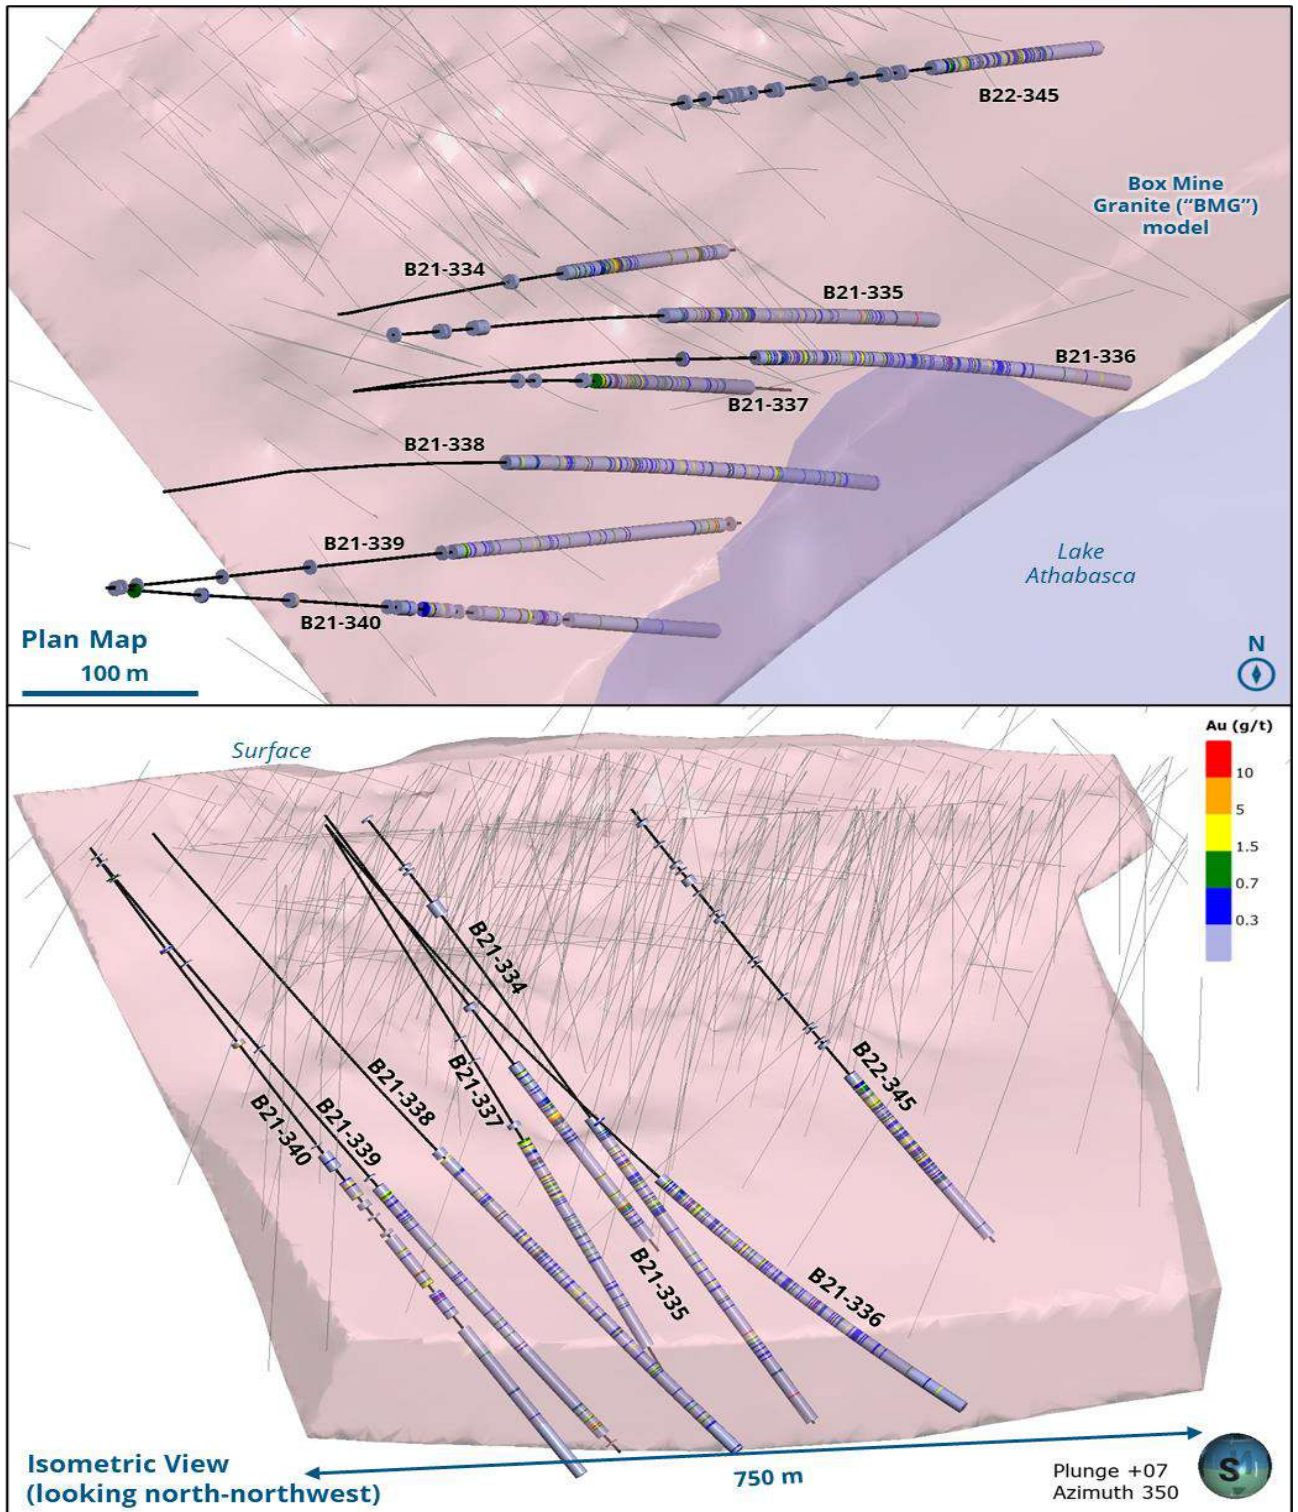 B22-345
Box Mine
Granite (“BMG”)
model
B21-334
B21-335
B21-336
B21-337
B21-338
B21-339
B21-340
Lake
Athabasca
Plan Map
100 m
N
Surface
Au (g/t)
10
5
1.5
0.7
0.3
B21-334
B22-345
B21-337
B21-338
B21-339
B21-340
B21-335
B21-336
Isometric View
(looking north-northwest)
750 m
Plunge +07
Azimuth 350
S